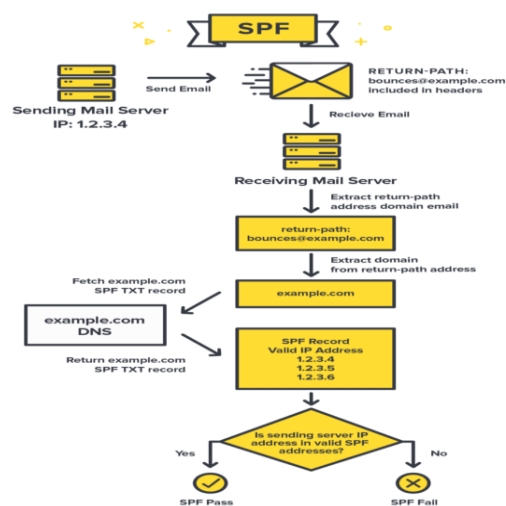 SPF
Send Email
RETURN-PATH:
bounces@example.com
included in headers
Sending Mail Server
IP: 1.2.3.4
Recieve Email
Receiving Mail Server
Extract return-path
address domain email
return-path:
bounces@example.com
Extract domain
from return-path address
Fetch example.com
SPF TXT record
example.com
example.com
DNS
Return example.com
SPF TXT record
SPF Record
Valid IP Address
1.2.3.4
1.2.3.5
1.2.3.6
Is sending server IP
address in valid SPF
addresses?
Yes
No
SPF Pass
SPF Fail